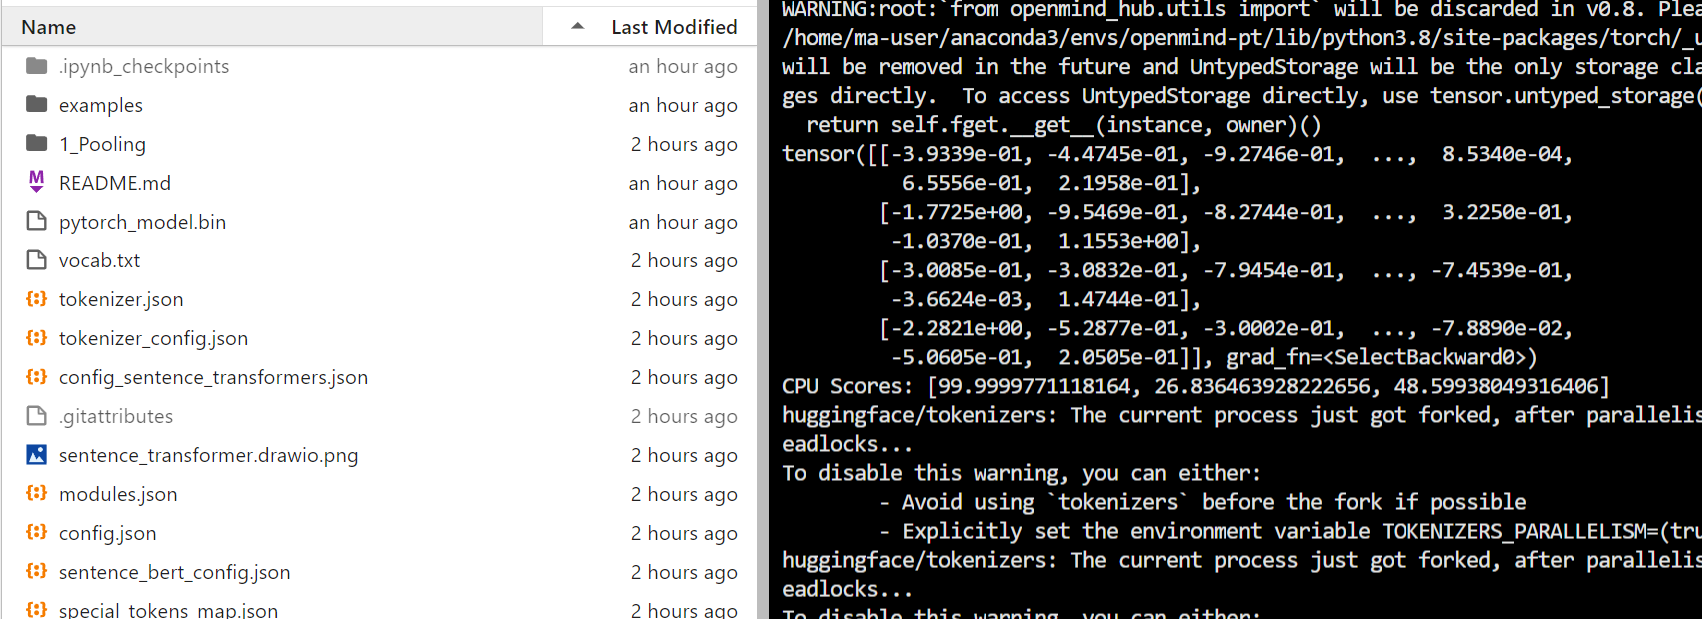 Name Last Modified
.ipynb_checkpoints an hour ago
examples an hour ago
1_Pooling 2 hours ago
README.md an hour ago
pytorch_model.bin an hour ago
vocab.txt 2 hours ago
tokenizer.json 2 hours ago
tokenizer_config.json 2 hours ago
config_sentence_transformers.json 2 hours ago
.gitattributes 2 hours ago
sentence_transformer.drawio.png 2 hours ago
modules.json 2 hours ago
config.json 2 hours ago
sentence_bert_config.json 2 hours ago
special_tokens_map.json 2 hours ago
WARNING:root:`from openmind_hub.utils import` will be discarded in v0.8. Plea
/home/ma-user/anaconda3/envs/openmind-pt/lib/python3.8/site-packages/torch/_u
will be removed in the future and UntypedStorage will be the only storage cla
ges directly.  To access UntypedStorage directly, use tensor.untyped_storage(
  return self.fget.__get__(instance, owner)()
tensor([[-3.9339e-01, -4.4745e-01, -9.2746e-01,  ...,  8.5340e-04,
          6.5556e-01,  2.1958e-01],
        [-1.7725e+00, -9.5469e-01, -8.2744e-01,  ...,  3.2250e-01,
         -1.0370e-01,  1.1553e+00],
        [-3.0085e-01, -3.0832e-01, -7.9454e-01,  ..., -7.4539e-01,
         -3.6624e-03,  1.4744e-01],
        [-2.2821e+00, -5.2877e-01, -3.0002e-01,  ..., -7.8890e-02,
         -5.0605e-01,  2.0505e-01]], grad_fn=<SelectBackward0>)
CPU Scores: [99.9999771118164, 26.836463928222656, 48.59938049316406]
huggingface/tokenizers: The current process just got forked, after parallelis
eadlocks...
To disable this warning, you can either:
        - Avoid using `tokenizers` before the fork if possible
        - Explicitly set the environment variable TOKENIZERS_PARALLELISM=(tru
huggingface/tokenizers: The current process just got forked, after parallelis
eadlocks...
To disable this warning, you can either: